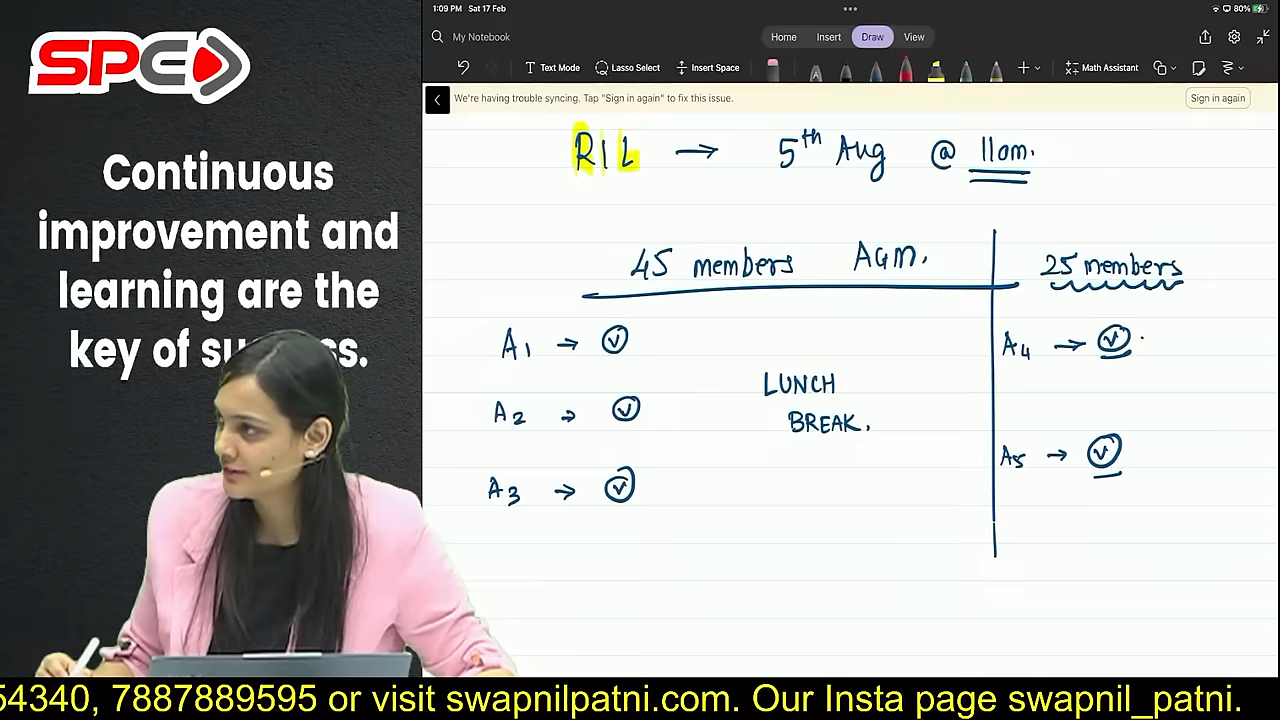 SPC
Continuous
improvement and
learning are the
key of su   ss.
1:09 PM Sat 17 Feb
80%
My Notebook
Home Insert Draw View
Text Mode Lasso Select Insert Space Math Assistant
We're having trouble syncing. Tap "Sign in again" to fix this issue.
Sign in again
RIL → 5th Aug @ 11am.
45 members AGM. 25 members
A1 → v A4 → v
LUNCH
A2 → v BREAK.
A3 → v A5 → v
54340, 7887889595 or visit swapnilpatni.com. Our Insta page swapnil_patni.